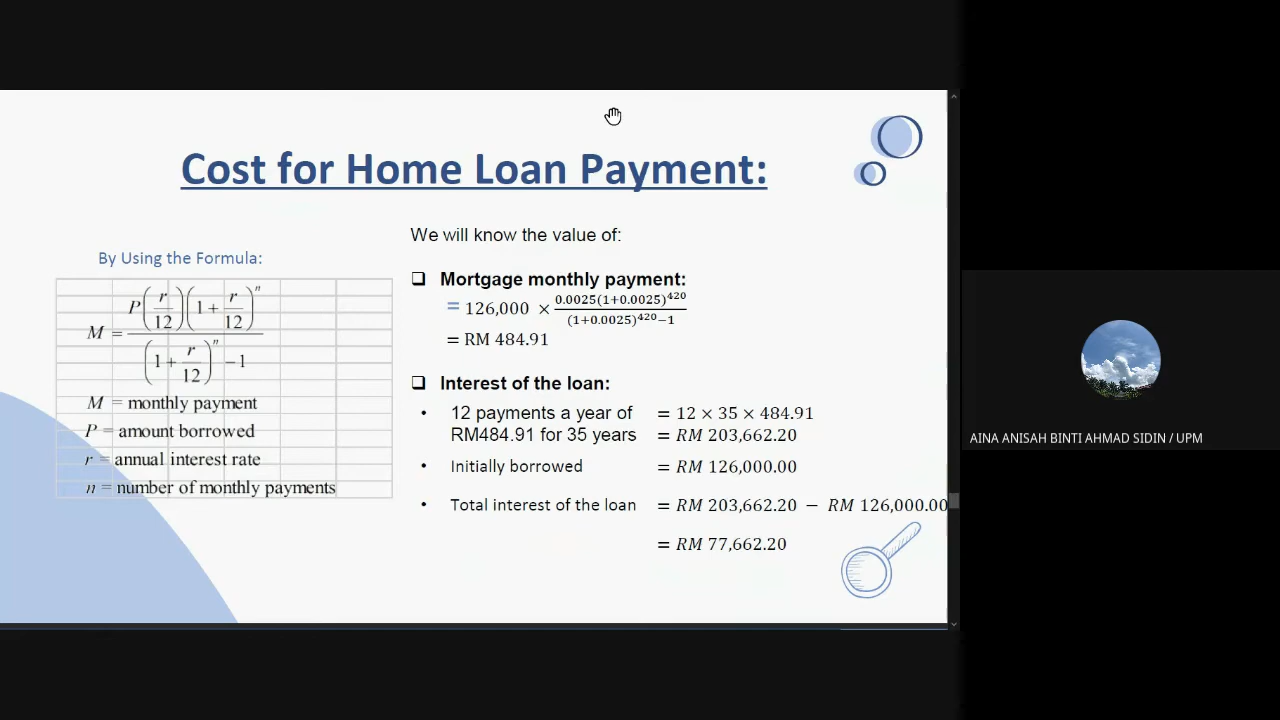 Cost for Home Loan Payment:
By Using the Formula:
M = P(r/12)(1 + r/12)^n / (1 + r/12)^n − 1
M = monthly payment
P = amount borrowed
r = annual interest rate
n = number of monthly payments
We will know the value of:
❑ Mortgage monthly payment:
= 126,000 × 0.0025(1+0.0025)^420 / (1+0.0025)^420−1
= RM 484.91
❑ Interest of the loan:
• 12 payments a year of = 12 × 35 × 484.91
RM484.91 for 35 years = RM 203,662.20
• Initially borrowed = RM 126,000.00
• Total interest of the loan = RM 203,662.20 − RM 126,000.00
= RM 77,662.20
AINA ANISAH BINTI AHMAD SIDIN / UPM